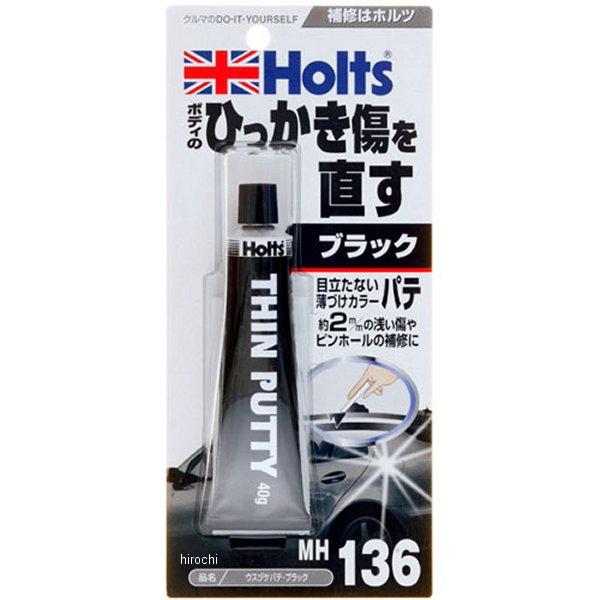 クルマのDO-IT-YOURSELF
補修はホルツ
Holts®
ボディの
ひっかき傷を
直す
ブラック
目立たない
薄づけカラーパテ
約2m/mの浅い傷や
ピンホールの補修に
Holts
THIN PUTTY
40g
MH 136
hirochi
品名
ウスヅケパテ・ブラック